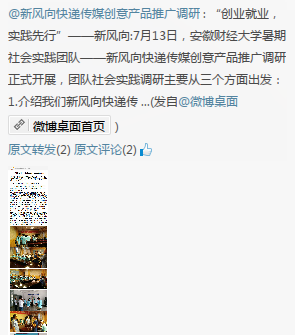 @新风向快递传媒创意产品推广调研：“创业就业，
实践先行”——新风向:7月13日，安徽财经大学暑期
社会实践团队——新风向快递传媒创意产品推广调研
正式开展，团队社会实践调研主要从三个方面出发：
1.介绍我们新风向快递传 ...(发自@微博桌面
微博桌面首页 )
原文转发(2) 原文评论(2)